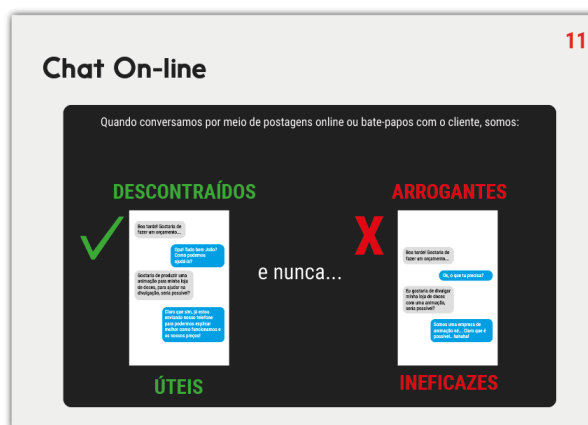 11
Chat On-line
Quando conversamos por meio de postagens online ou bate-papos com o cliente, somos:
DESCONTRAÍDOS
Boa tarde! Gostaria de
fazer um orçamento...
Opa! Tudo bem João?
Como podemos
ajudá-lo?
Gostaria de produzir uma
animação para minha loja
de doces, para ajudar na
divulgação, seria possível?
Claro que sim, já estou
enviando nosso telefone
para podermos explicar
melhor como funcionamos e
os nossos preços!
ÚTEIS
e nunca...
ARROGANTES
X
Boa tarde! Gostaria de
fazer um orçamento...
Ok, o que tu precisa?
Eu gostaria de divulgar
minha loja de doces
com uma animação,
seria possível?
Somos uma empresa de
animação né... Claro que é
possível.. hahaha!
INEFICAZES